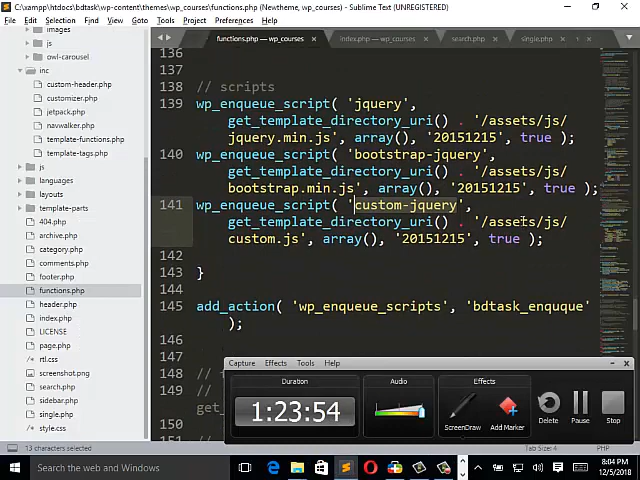 C:\xampp\htdocs\bdtask\wp-content\themes\wp_courses\functions.php (Newtheme, wp_courses) - Sublime Text (UNREGISTERED)
File Edit Selection Find View Goto Tools Project Preferences Help
images
js
owl-carousel
inc
custom-header.php
customizer.php
jetpack.php
navwalker.php
template-functions.php
template-tags.php
js
languages
layouts
template-parts
404.php
archive.php
category.php
comments.php
footer.php
functions.php
header.php
index.php
LICENSE
page.php
rtl.css
screenshot.png
search.php
sidebar.php
single.php
style.css
functions.php — wp_courses
index.php — wp_courses
search.php
single.php
136
137
138 // scripts
139 wp_enqueue_script( 'jquery',
get_template_directory_uri() . '/assets/js/
jquery.min.js', array(), '20151215', true );
140 wp_enqueue_script( 'bootstrap-jquery',
get_template_directory_uri() . '/assets/js/
bootstrap.min.js', array(), '20151215', true );
141 wp_enqueue_script( 'custom-jquery',
get_template_directory_uri() . '/assets/js/
custom.js', array(), '20151215', true );
142
143 }
144
145 add_action( 'wp_enqueue_scripts', 'bdtask_enquque'
);
146
147
148 //
149 //
get_
150
151
Capture Effects Tools Help
Duration
1:23:54
Audio
Effects
ScreenDraw
Add Marker
Delete
Pause
Stop
13 characters selected
Tab Size: 4
PHP
Search the web and Windows
8:04 PM
12/5/2018